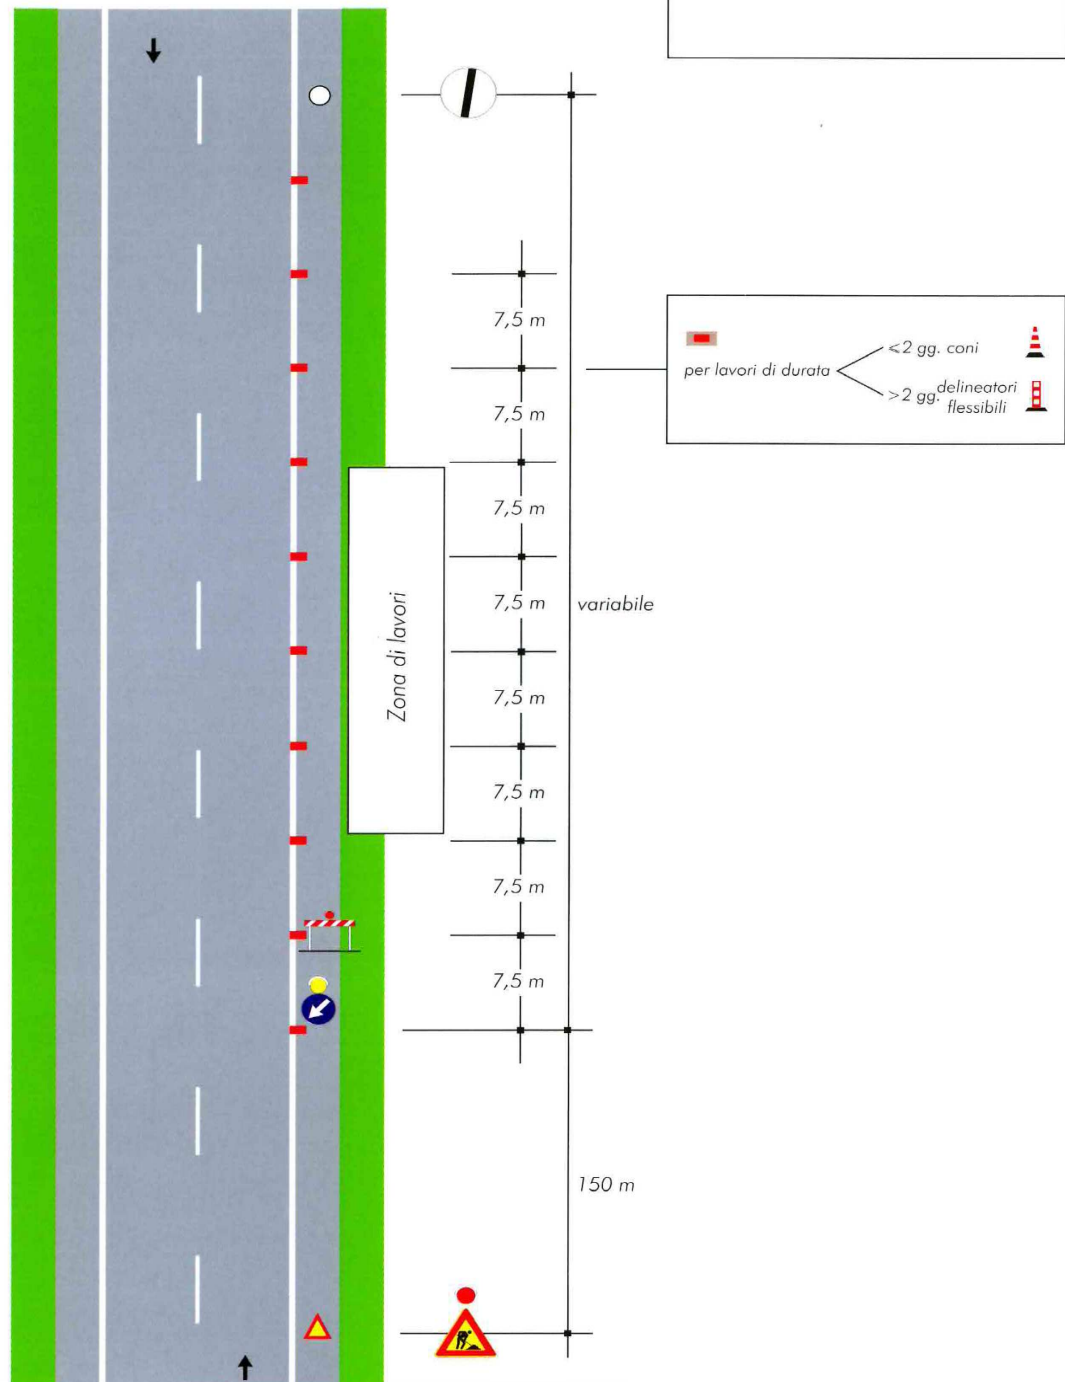 7,5 m
≤2 gg. coni
per lavori di durata
>2 gg. delineatori
flessibili
7,5 m
7,5 m
7,5 m
variabile
Zona di lavori
7,5 m
7,5 m
7,5 m
7,5 m
150 m